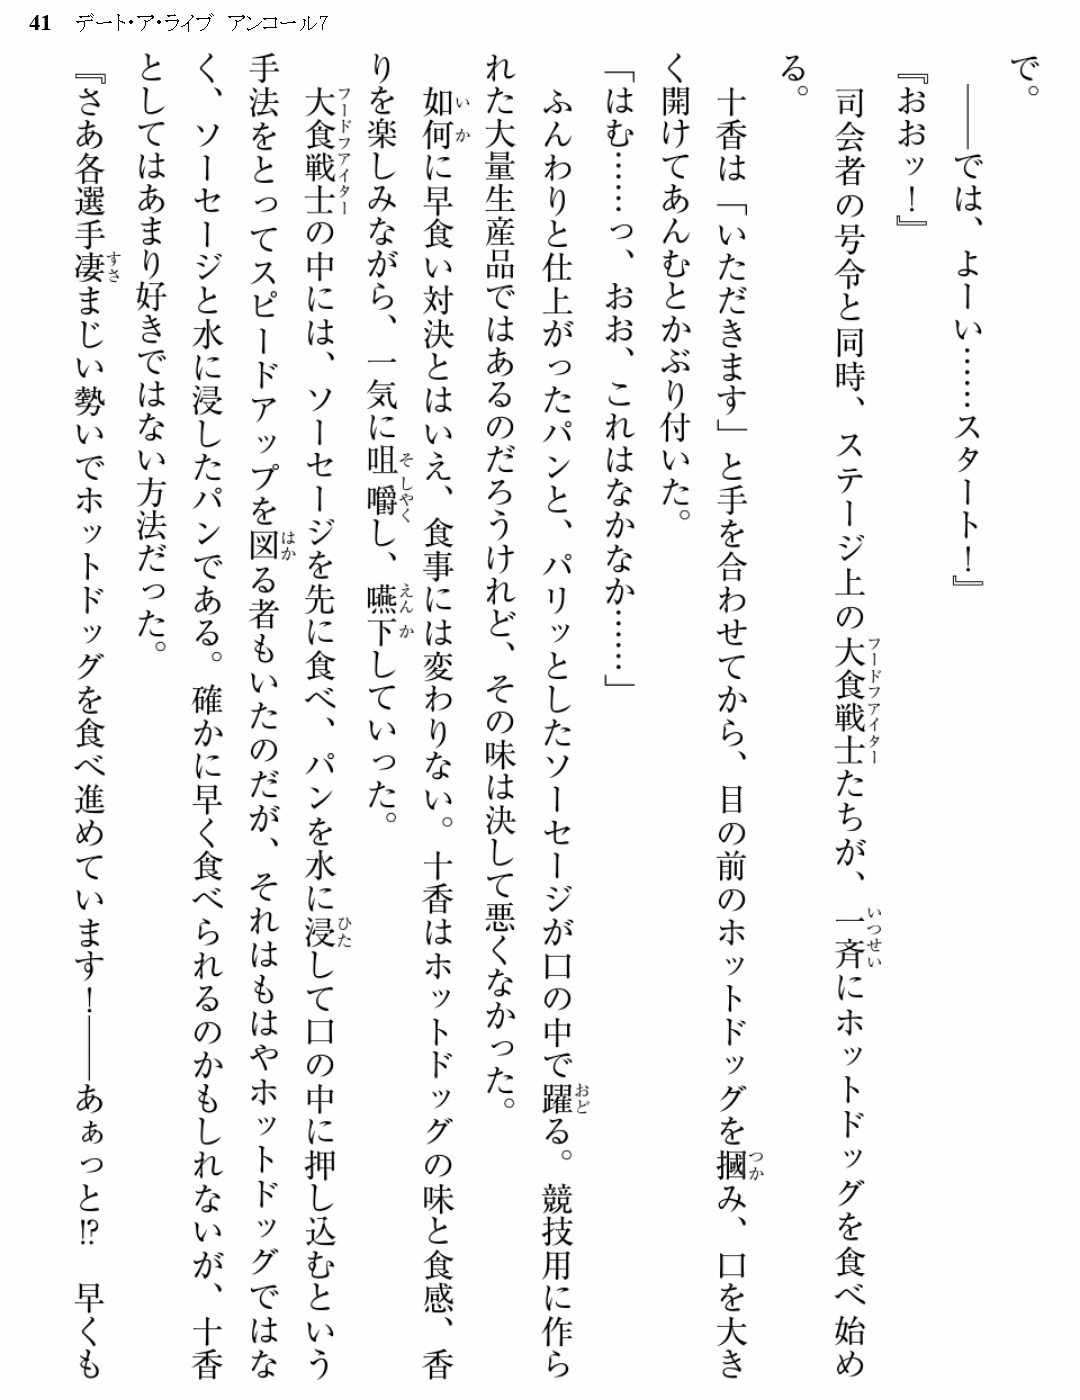 41 デート・ア・ライブ アンコール7
で。
――では、よーい……スタート！』
『おおッ！』
司会者の号令と同時、ステージ上の大食戦士たちが、一斉にホットドッグを食べ始め
る。
十香は「いただきます」と手を合わせてから、目の前のホットドッグを摑み、口を大き
く開けてあんむとかぶり付いた。
「はむ……っ、おお、これはなかなか……」
ふんわりと仕上がったパンと、パリッとしたソーセージが口の中で躍る。競技用に作ら
れた大量生産品ではあるのだろうけれど、その味は決して悪くなかった。
如何に早食い対決とはいえ、食事には変わりない。十香はホットドッグの味と食感、香
りを楽しみながら、一気に咀嚼し、嚥下していった。
大食戦士の中には、ソーセージを先に食べ、パンを水に浸して口の中に押し込むという
手法をとってスピードアップを図る者もいたのだが、それはもはやホットドッグではな
く、ソーセージと水に浸したパンである。確かに早く食べられるのかもしれないが、十香
としてはあまり好きではない方法だった。
『さあ各選手凄まじい勢いでホットドッグを食べ進めています！――あぁっと⁉　早くも